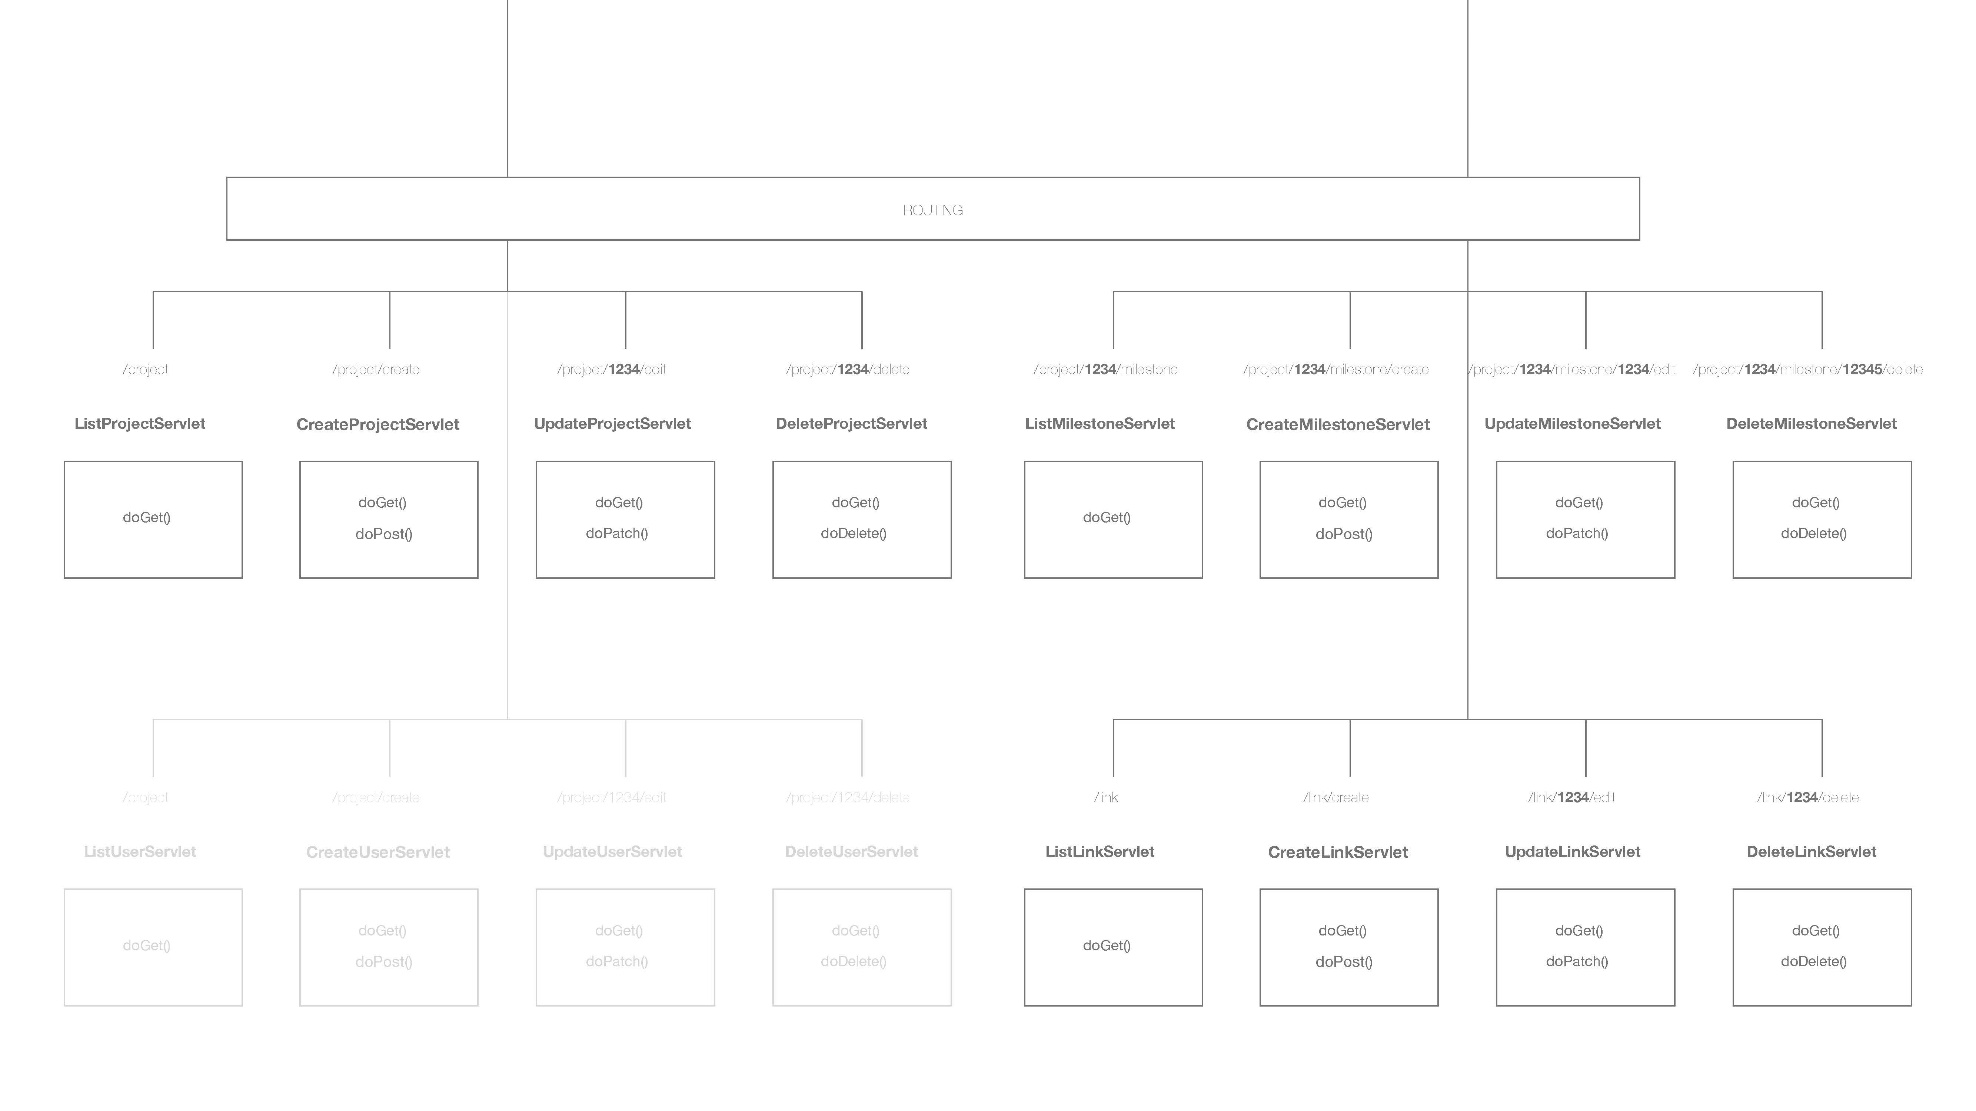 ROUTING
/project
/project/create
/project/1234/edit
/project/1234/delete
/project/1234/milestone
/project/1234/milestone/create
/project/1234/milestone/1234/edit
/project/1234/milestone/12345/delete
ListProjectServlet
CreateProjectServlet
UpdateProjectServlet
DeleteProjectServlet
ListMilestoneServlet
CreateMilestoneServlet
UpdateMilestoneServlet
DeleteMilestoneServlet
doGet()
doGet()
doPost()
doGet()
doPatch()
doGet()
doDelete()
doGet()
doGet()
doPost()
doGet()
doPatch()
doGet()
doDelete()
/project
/project/create
/project/1234/edit
/project/1234/delete
/link
/link/create
/link/1234/edit
/link/1234/delete
ListUserServlet
CreateUserServlet
UpdateUserServlet
DeleteUserServlet
ListLinkServlet
CreateLinkServlet
UpdateLinkServlet
DeleteLinkServlet
doGet()
doGet()
doPost()
doGet()
doPatch()
doGet()
doDelete()
doGet()
doGet()
doPost()
doGet()
doPatch()
doGet()
doDelete()